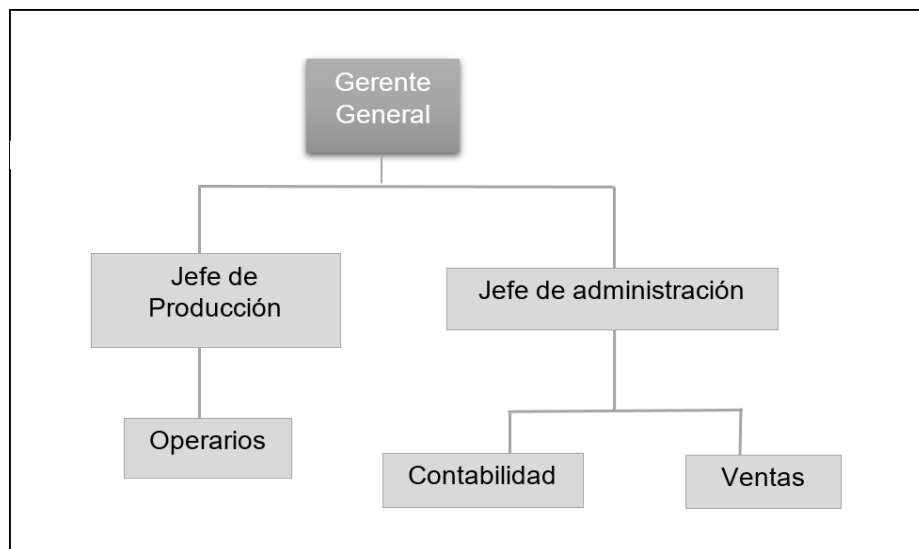 Gerente
General
Jefe de
Producción
Jefe de administración
Operarios
Contabilidad
Ventas